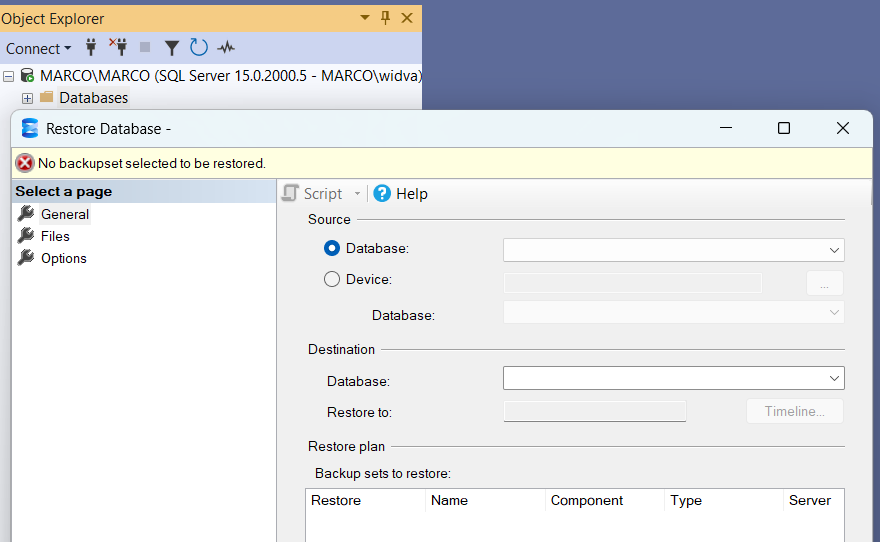 Object Explorer
Connect
MARCO\MARCO (SQL Server 15.0.2000.5 - MARCO\widva)
Databases
Restore Database -
No backupset selected to be restored.
Select a page
General
Files
Options
Script
Help
Source
Database:
Device:
...
Database:
Destination
Database:
Restore to:
Timeline...
Restore plan
Backup sets to restore:
Restore Name Component Type Server